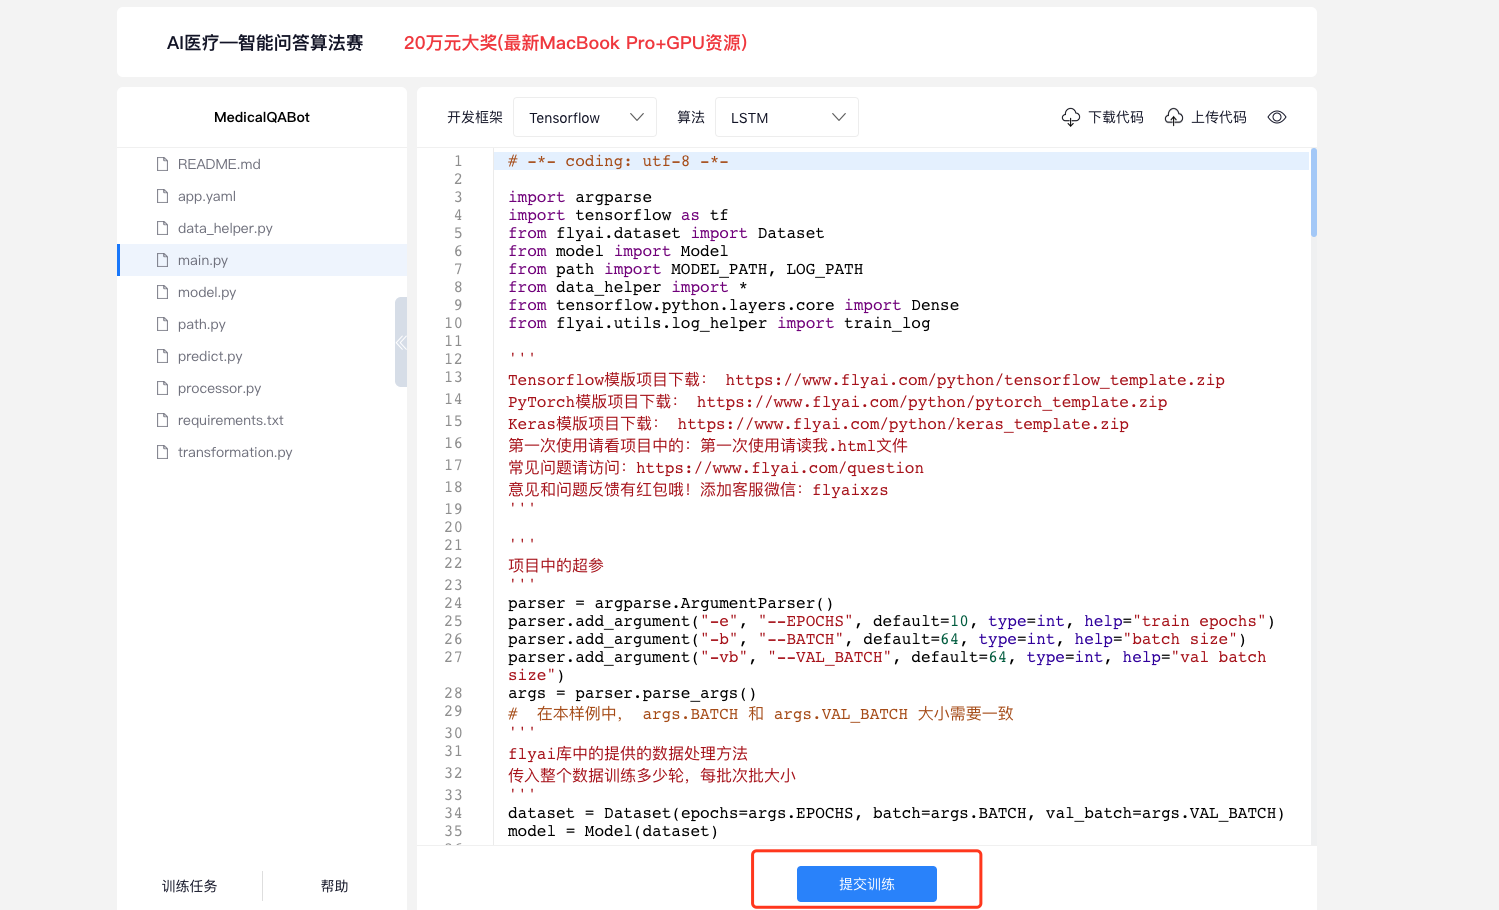 AI医疗—智能问答算法赛 20万元大奖(最新MacBook Pro+GPU资源)
MedicalQABot
README.md
app.yaml
data_helper.py
main.py
model.py
path.py
predict.py
processor.py
requirements.txt
transformation.py
训练任务 帮助
开发框架 Tensorflow 算法 LSTM 下载代码 上传代码
1 # -*- coding: utf-8 -*-
2
3 import argparse
4 import tensorflow as tf
5 from flyai.dataset import Dataset
6 from model import Model
7 from path import MODEL_PATH, LOG_PATH
8 from data_helper import *
9 from tensorflow.python.layers.core import Dense
10 from flyai.utils.log_helper import train_log
11
12 '''
13 Tensorflow模版项目下载： https://www.flyai.com/python/tensorflow_template.zip
14 PyTorch模版项目下载： https://www.flyai.com/python/pytorch_template.zip
15 Keras模版项目下载： https://www.flyai.com/python/keras_template.zip
16 第一次使用请看项目中的：第一次使用请读我.html文件
17 常见问题请访问：https://www.flyai.com/question
18 意见和问题反馈有红包哦！添加客服微信：flyaixzs
19 '''
20
21 '''
22 项目中的超参
23 '''
24 parser = argparse.ArgumentParser()
25 parser.add_argument("-e", "--EPOCHS", default=10, type=int, help="train epochs")
26 parser.add_argument("-b", "--BATCH", default=64, type=int, help="batch size")
27 parser.add_argument("-vb", "--VAL_BATCH", default=64, type=int, help="val batch
size")
28 args = parser.parse_args()
29 #  在本样例中， args.BATCH 和 args.VAL_BATCH 大小需要一致
30 '''
31 flyai库中的提供的数据处理方法
32 传入整个数据训练多少轮，每批次批大小
33 '''
34 dataset = Dataset(epochs=args.EPOCHS, batch=args.BATCH, val_batch=args.VAL_BATCH)
35 model = Model(dataset)
提交训练